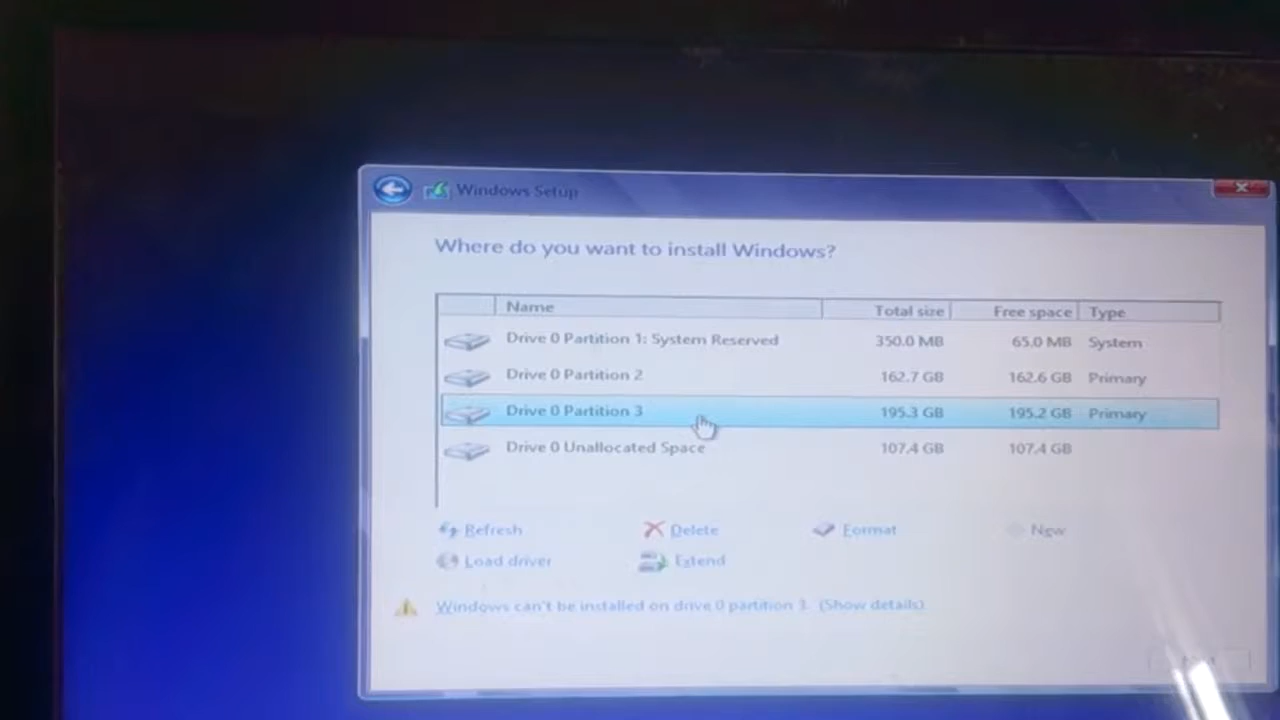 Windows Setup
Where do you want to install Windows?
Name Total size Free space Type
Drive 0 Partition 1: System Reserved 350.0 MB 65.0 MB System
Drive 0 Partition 2 162.7 GB 162.6 GB Primary
Drive 0 Partition 3 195.3 GB 195.2 GB Primary
Drive 0 Unallocated Space 107.4 GB 107.4 GB
Refresh Delete Format New
Load driver Extend
Windows can't be installed on drive 0 partition 3. (Show details)